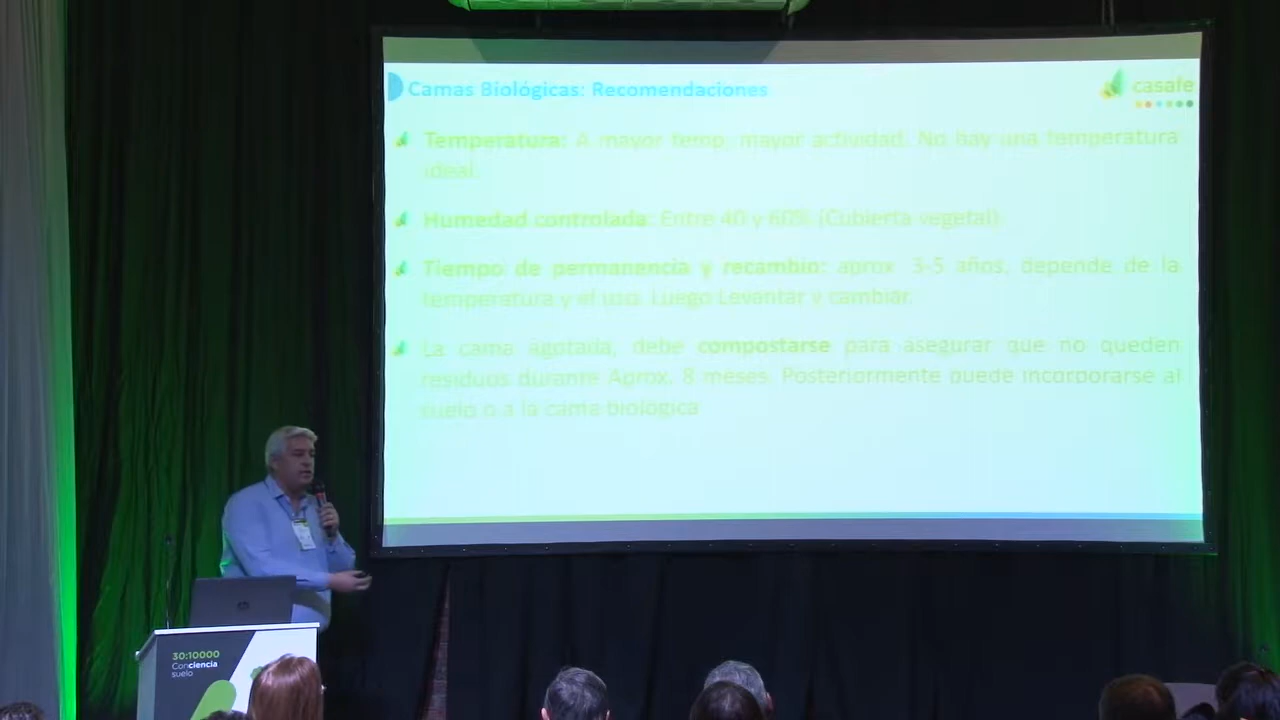 Camas Biológicas: Recomendaciones
casafe
Temperatura: A mayor temp. mayor actividad. No hay una temperatura
ideal.
Humedad controlada: Entre 40 y 60% (Cubierta vegetal)
Tiempo de permanencia y recambio: aprox. 3-5 años, depende de la
temperatura y el uso. Luego Levantar y cambiar.
La cama agotada, debe compostarse para asegurar que no queden
residuos durante Aprox. 8 meses. Posteriormente puede incorporarse al
suelo o a la cama biológica
30:10000
Conciencia
suelo